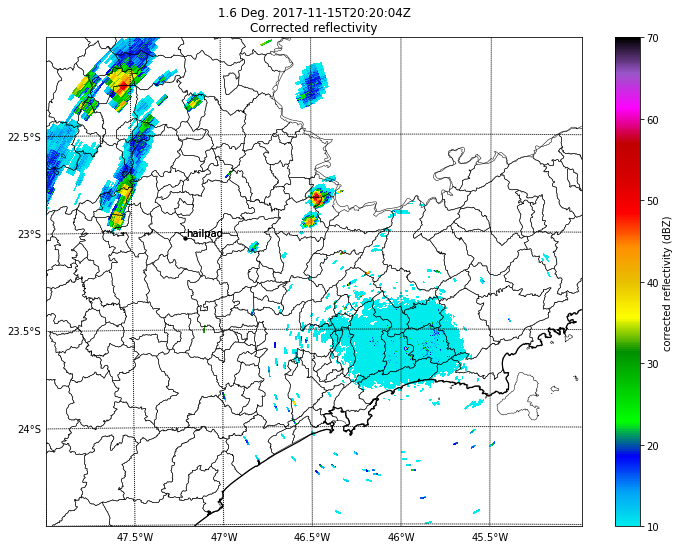 1.6 Deg. 2017-11-15T20:20:04Z
Corrected reflectivity
70
60
50
40
30
20
10
corrected reflectivity (dBZ)
22.5°S
23°S
23.5°S
24°S
hailpad
47.5°W
47°W
46.5°W
46°W
45.5°W